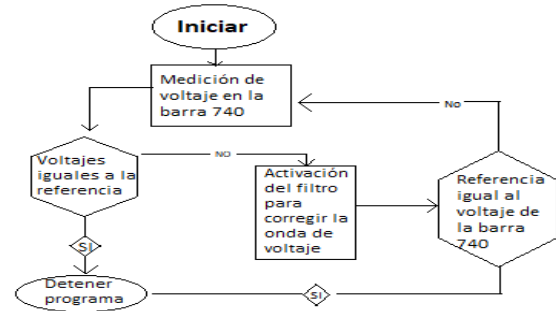 Iniciar
Medición de
voltaje en la
barra 740
No
Voltajes
iguales a la
referencia
NO
Activación
del filtro
para
corregir la
onda de
voltaje
Referencia
igual al
voltaje de
la barra
740
SI
Detener
programa
SI